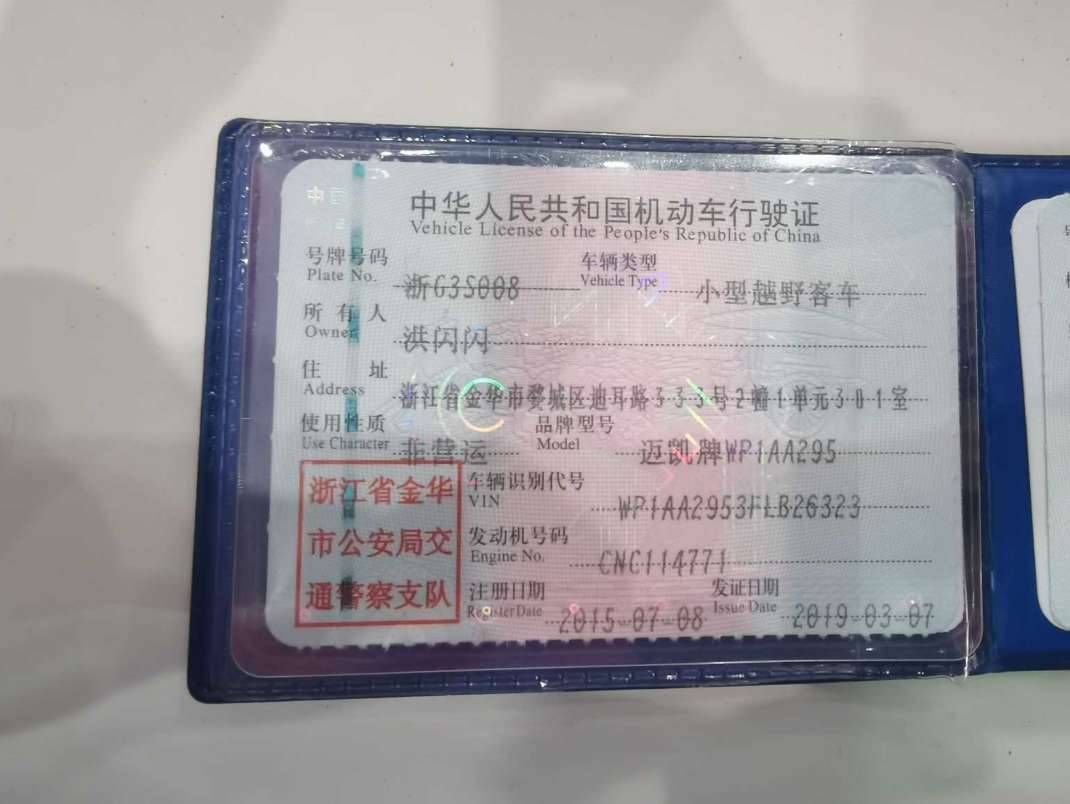 中华人民共和国机动车行驶证
Vehicle License of the People's Republic of China
号牌号码 浙G3S008 车辆类型 小型越野客车
Plate No. Vehicle Type
所有人 洪闪闪
Owner
住址 浙江省金华市婺城区迪耳路333号2幢1单元301室
Address
使用性质 非营运 品牌型号 迈凯牌WP1AA295
Use Character Model
浙江省金华
市公安局交
通警察支队
车辆识别代号 WP1AA2953FLB26323
VIN
发动机号码 CNC114771
Engine No.
注册日期 2015-07-08 发证日期 2019-03-07
Register Date Issue Date